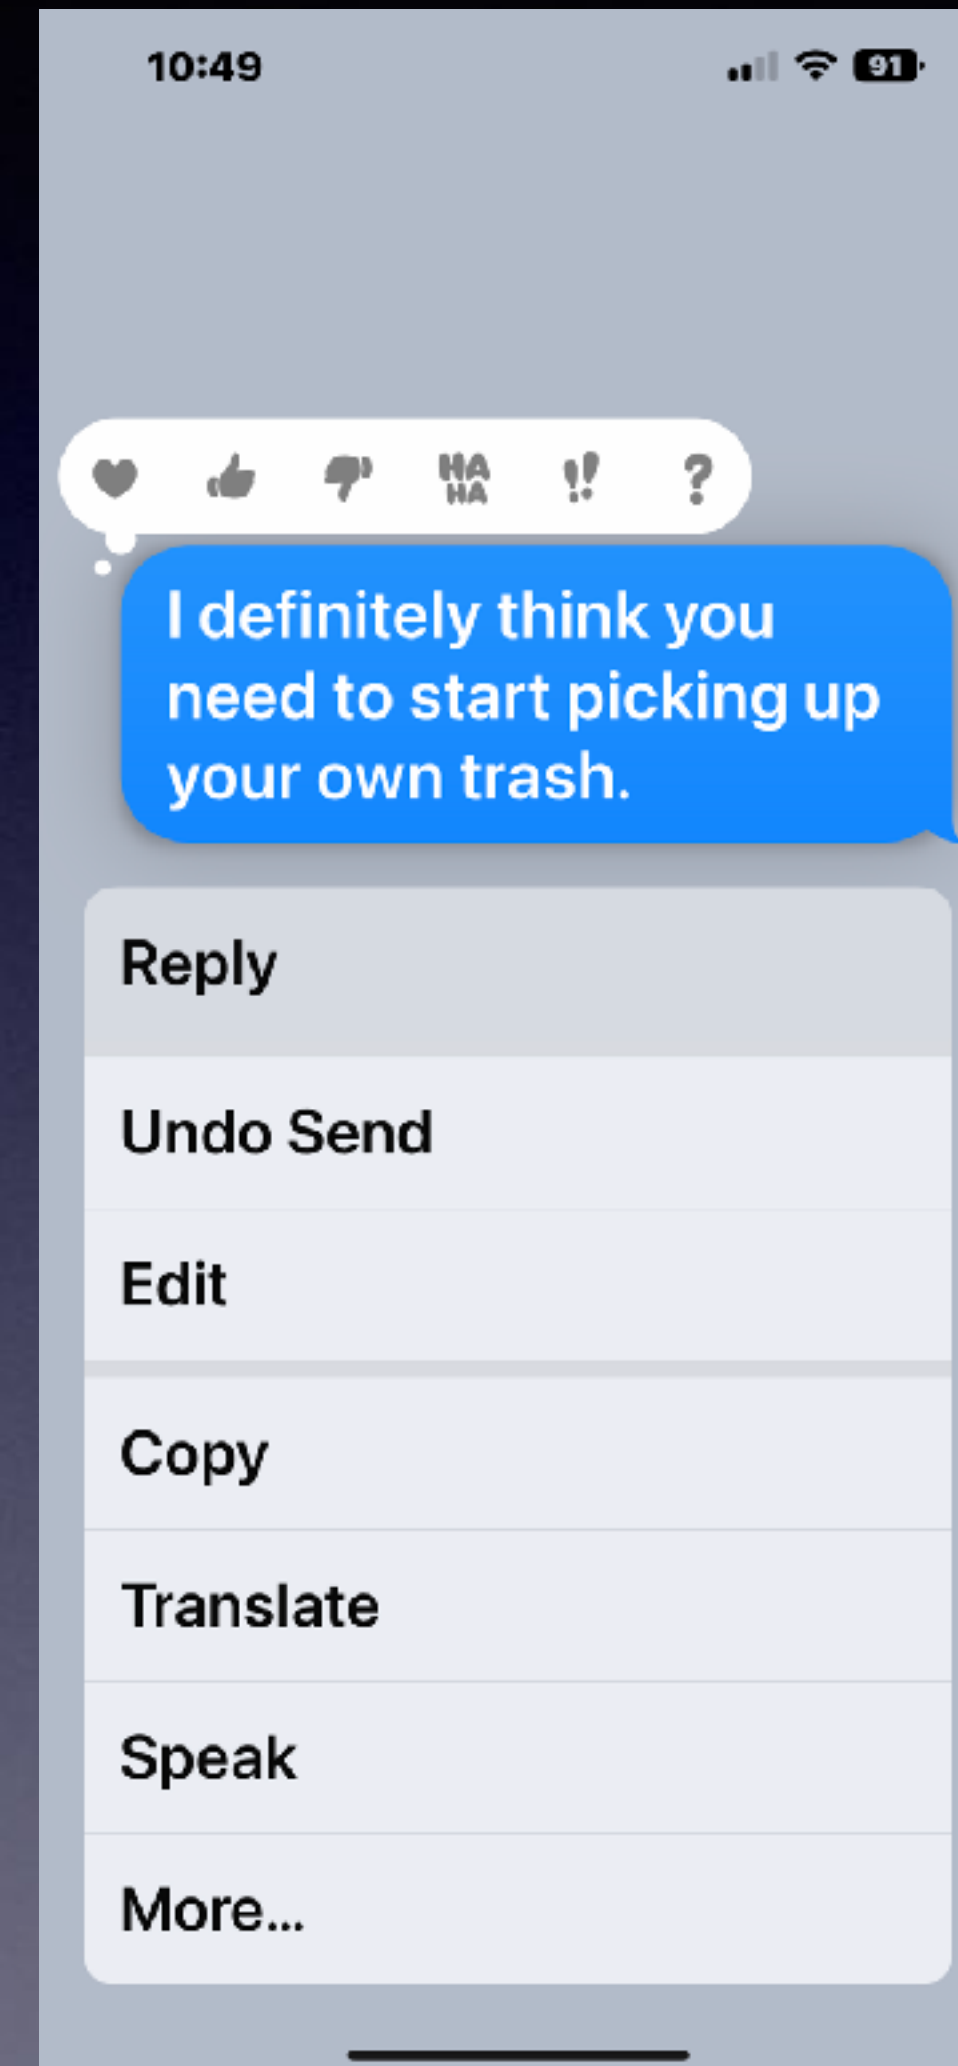 10:49
91
HA
HA
!!
?
I definitely think you
need to start picking up
your own trash.
Reply
Undo Send
Edit
Copy
Translate
Speak
More...